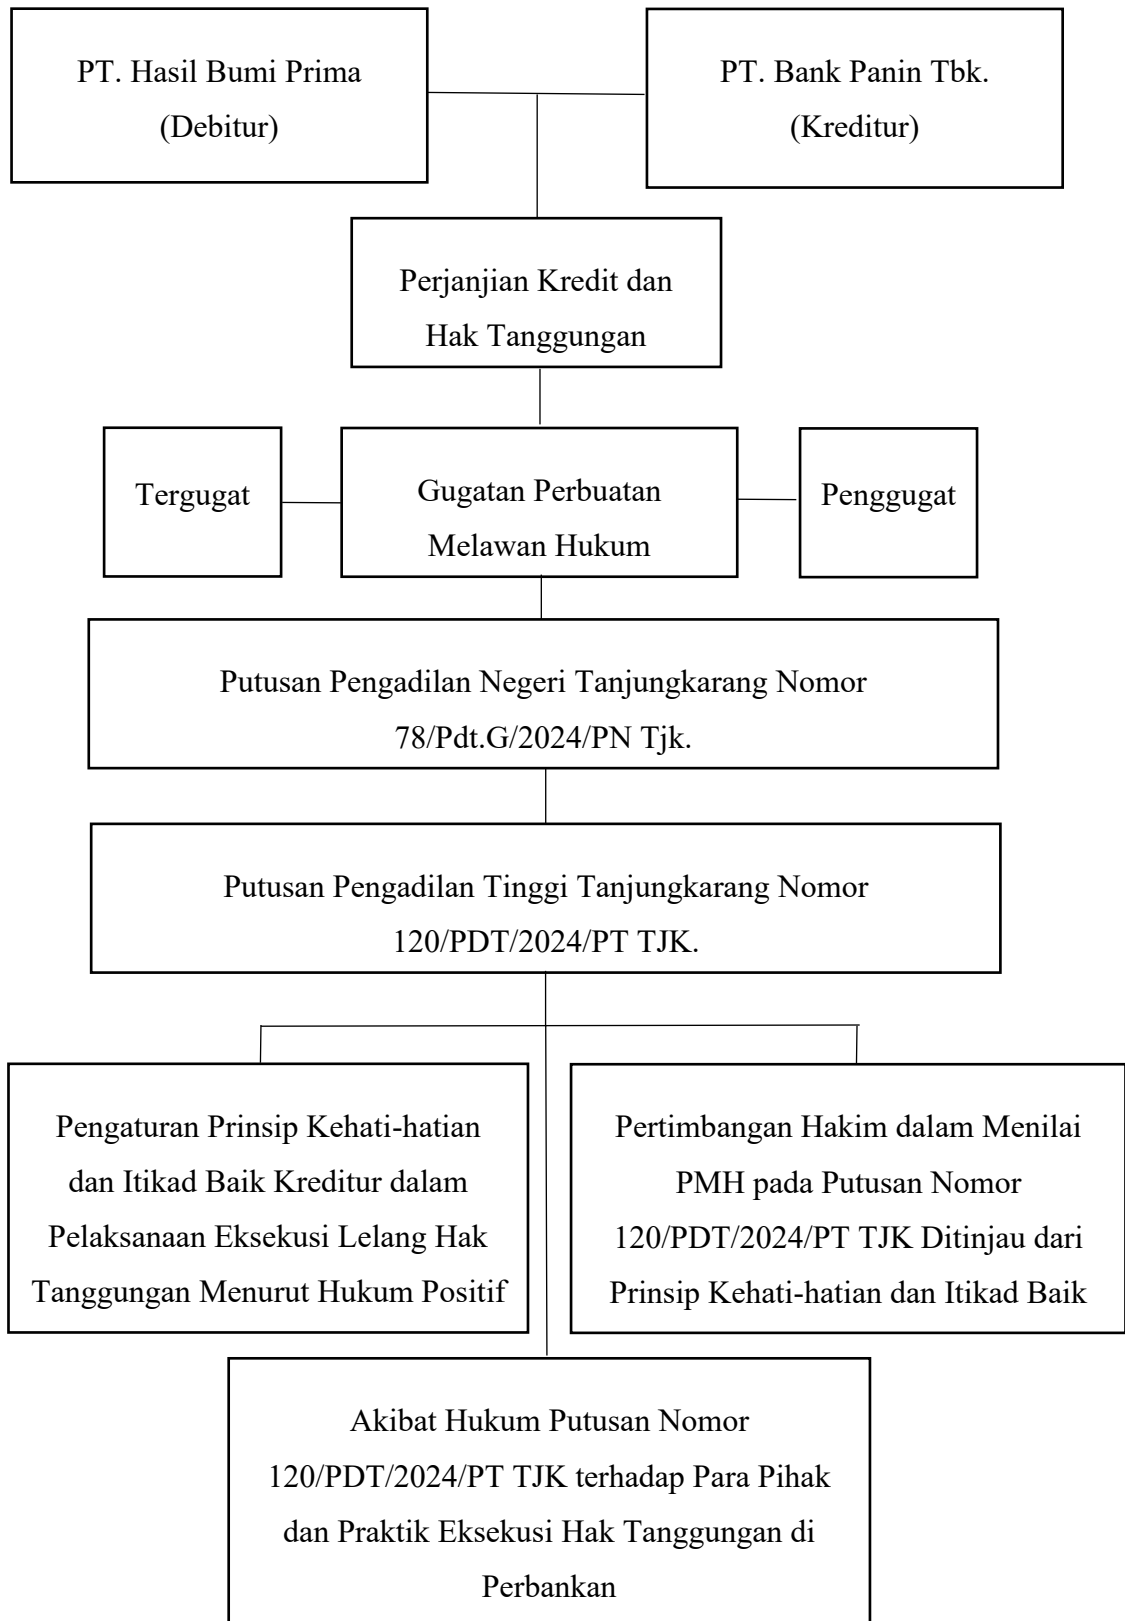 PT. Hasil Bumi Prima
(Debitur)
PT. Bank Panin Tbk.
(Kreditur)
Perjanjian Kredit dan
Hak Tanggungan
Tergugat
Gugatan Perbuatan
Melawan Hukum
Penggugat
Putusan Pengadilan Negeri Tanjungkarang Nomor
78/Pdt.G/2024/PN Tjk.
Putusan Pengadilan Tinggi Tanjungkarang Nomor
120/PDT/2024/PT TJK.
Pengaturan Prinsip Kehati-hatian
dan Itikad Baik Kreditur dalam
Pelaksanaan Eksekusi Lelang Hak
Tanggungan Menurut Hukum Positif
Pertimbangan Hakim dalam Menilai
PMH pada Putusan Nomor
120/PDT/2024/PT TJK Ditinjau dari
Prinsip Kehati-hatian dan Itikad Baik
Akibat Hukum Putusan Nomor
120/PDT/2024/PT TJK terhadap Para Pihak
dan Praktik Eksekusi Hak Tanggungan di
Perbankan